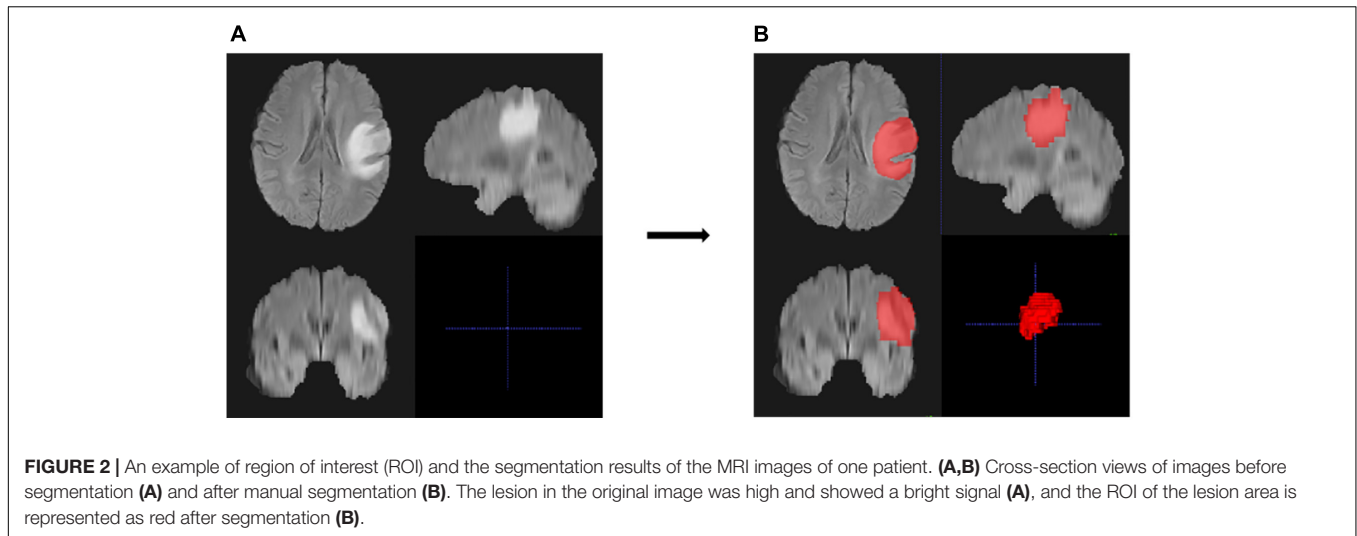 A
B
FIGURE 2 | An example of region of interest (ROI) and the segmentation results of the MRI images of one patient. (A,B) Cross-section views of images before
segmentation (A) and after manual segmentation (B). The lesion in the original image was high and showed a bright signal (A), and the ROI of the lesion area is
represented as red after segmentation (B).